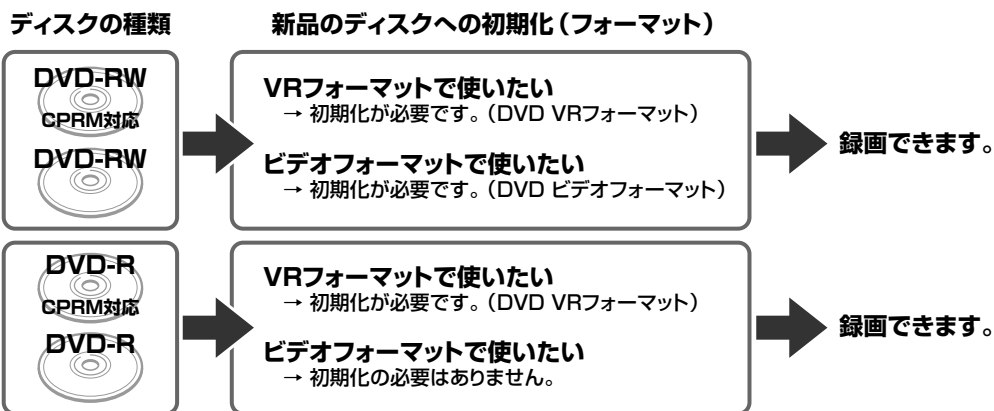 ディスクの種類
新品のディスクへの初期化（フォーマット）
DVD-RW
CPRM対応
DVD-RW
VRフォーマットで使いたい
→ 初期化が必要です。（DVD VRフォーマット）
ビデオフォーマットで使いたい
→ 初期化が必要です。（DVD ビデオフォーマット）
録画できます。
DVD-R
CPRM対応
DVD-R
VRフォーマットで使いたい
→ 初期化が必要です。（DVD VRフォーマット）
ビデオフォーマットで使いたい
→ 初期化の必要はありません。
録画できます。